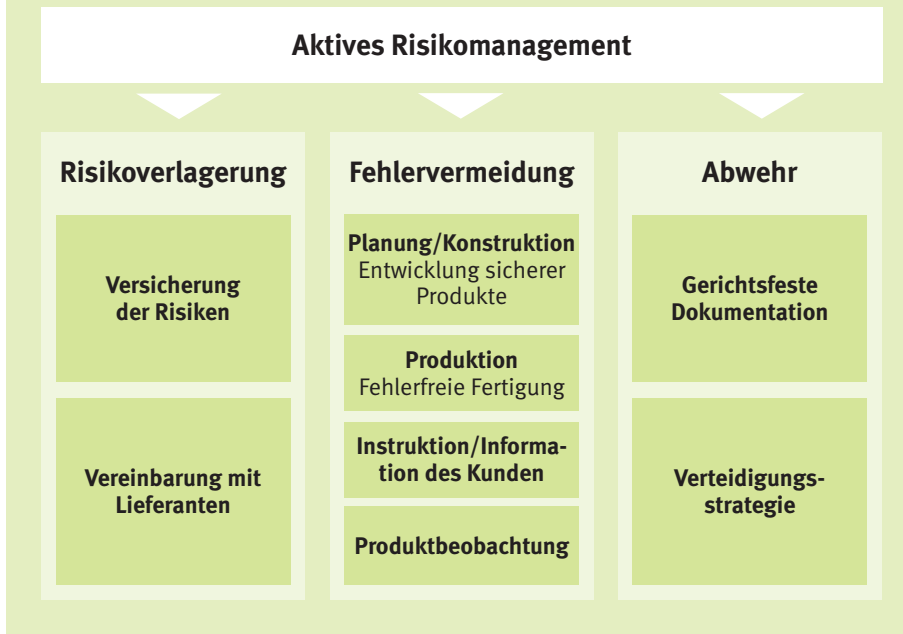 Aktives Risikomanagement
Risikoverlagerung
Versicherung
der Risiken
Vereinbarung mit
Lieferanten
Fehlervermeidung
Planung/Konstruktion
Entwicklung sicherer
Produkte
Produktion
Fehlerfreie Fertigung
Instruktion/Informa-
tion des Kunden
Produktbeobachtung
Abwehr
Gerichtsfeste
Dokumentation
Verteidigungs-
strategie